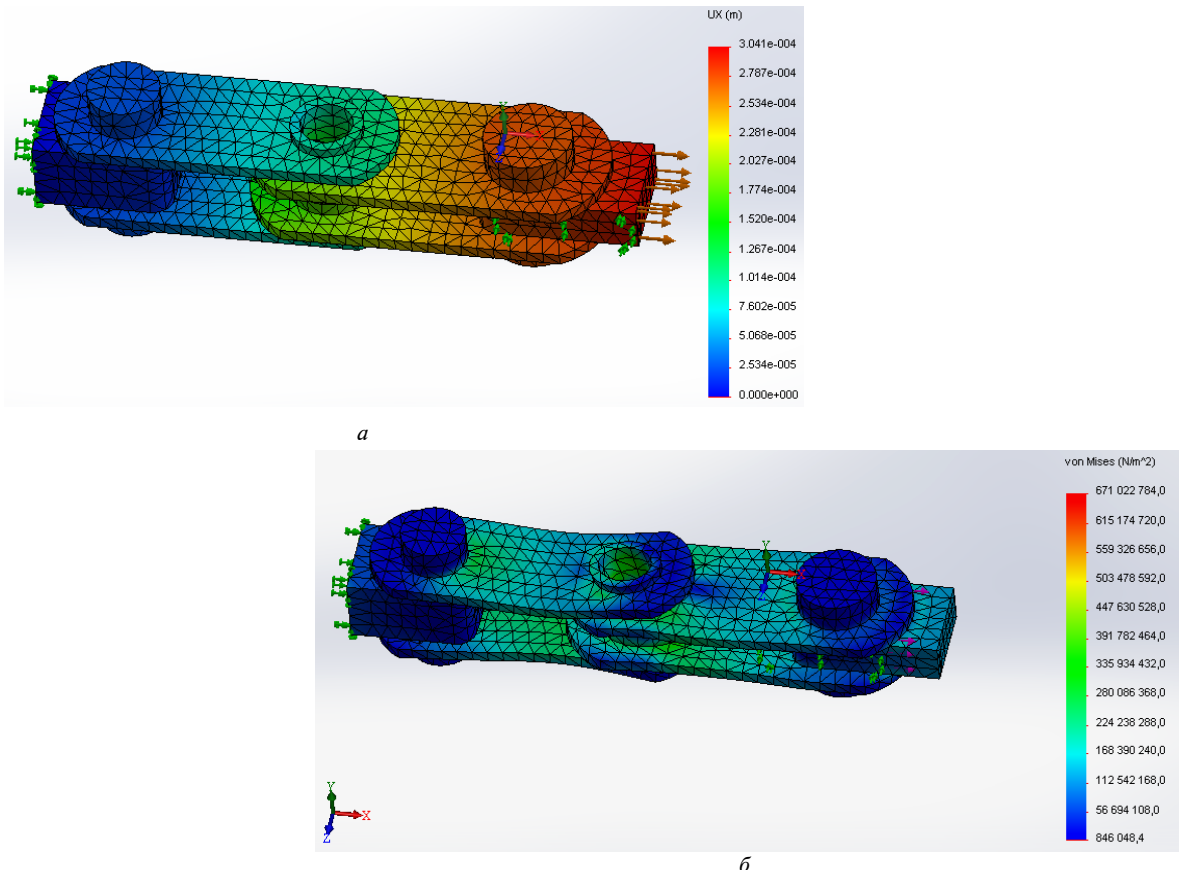 UX (m)
3.041e-004
2.787e-004
2.534e-004
2.281e-004
2.027e-004
1.774e-004
1.520e-004
1.267e-004
1.014e-004
7.602e-005
5.068e-005
2.534e-005
0.000e+000
а
von Mises (N/m^2)
671 022 784,0
615 174 720,0
559 326 656,0
503 478 592,0
447 630 528,0
391 782 464,0
335 934 432,0
280 086 368,0
224 238 288,0
168 390 240,0
112 542 168,0
56 694 108,0
846 048,4
Y
X
Y
X
Z
б